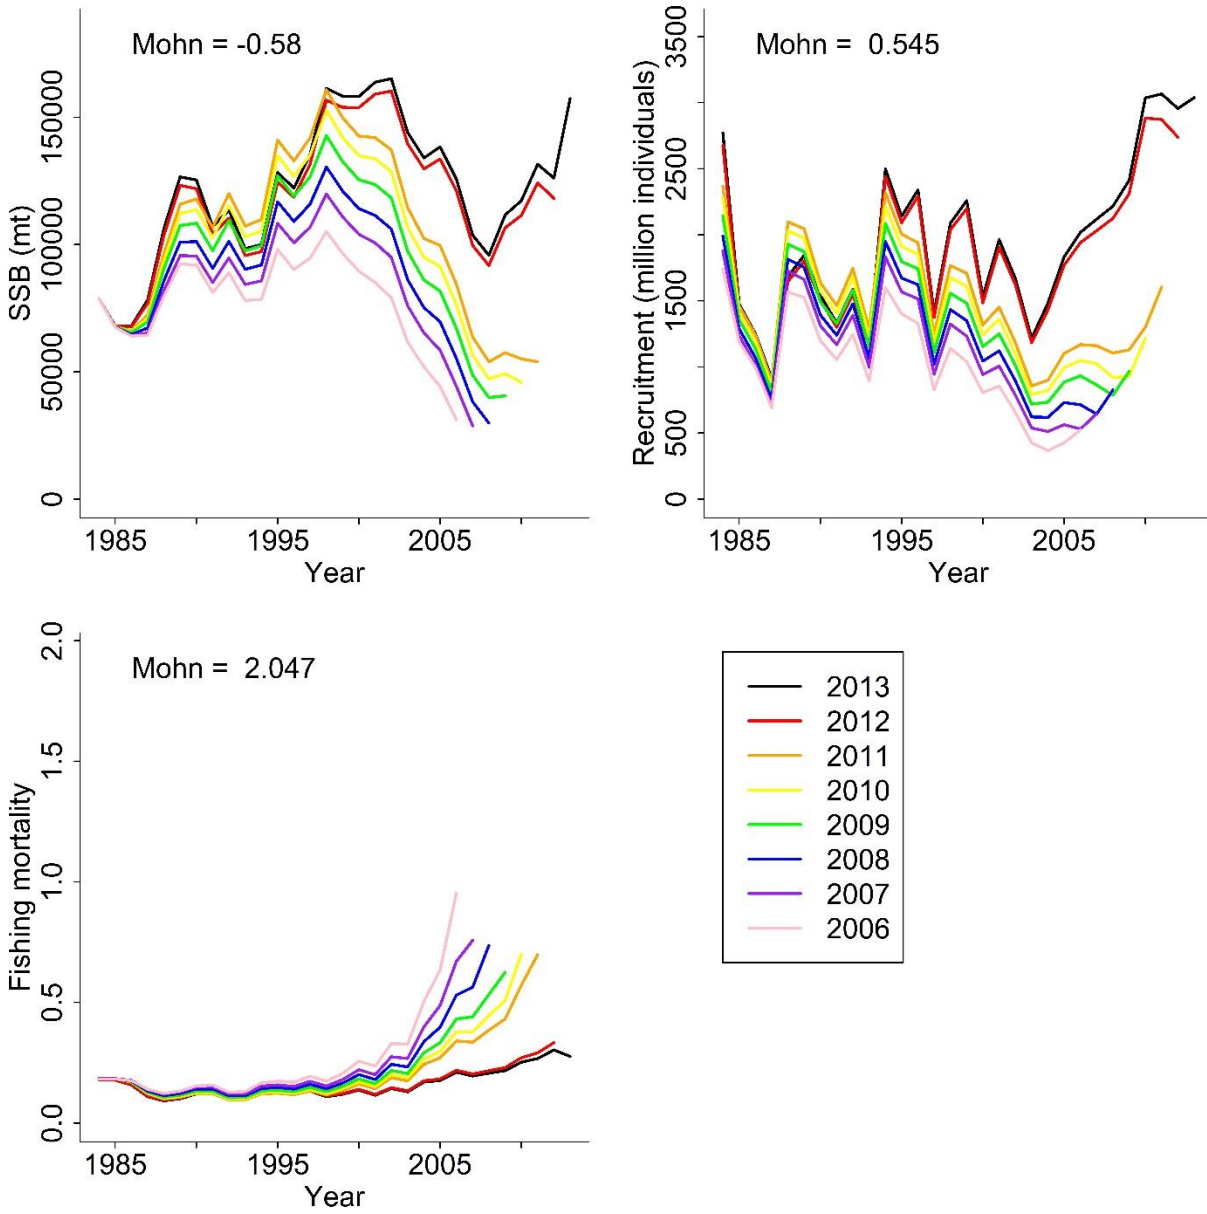 Mohn = -0.58
SSB (mt)
150000
100000
50000
0
1985 1995 2005
Year
Mohn = 0.545
Recruitment (million individuals)
3500
2500
1500
500
0
1985 1995 2005
Year
Mohn = 2.047
Fishing mortality
2.0
1.5
1.0
0.5
0.0
1985 1995 2005
Year
2013
2012
2011
2010
2009
2008
2007
2006